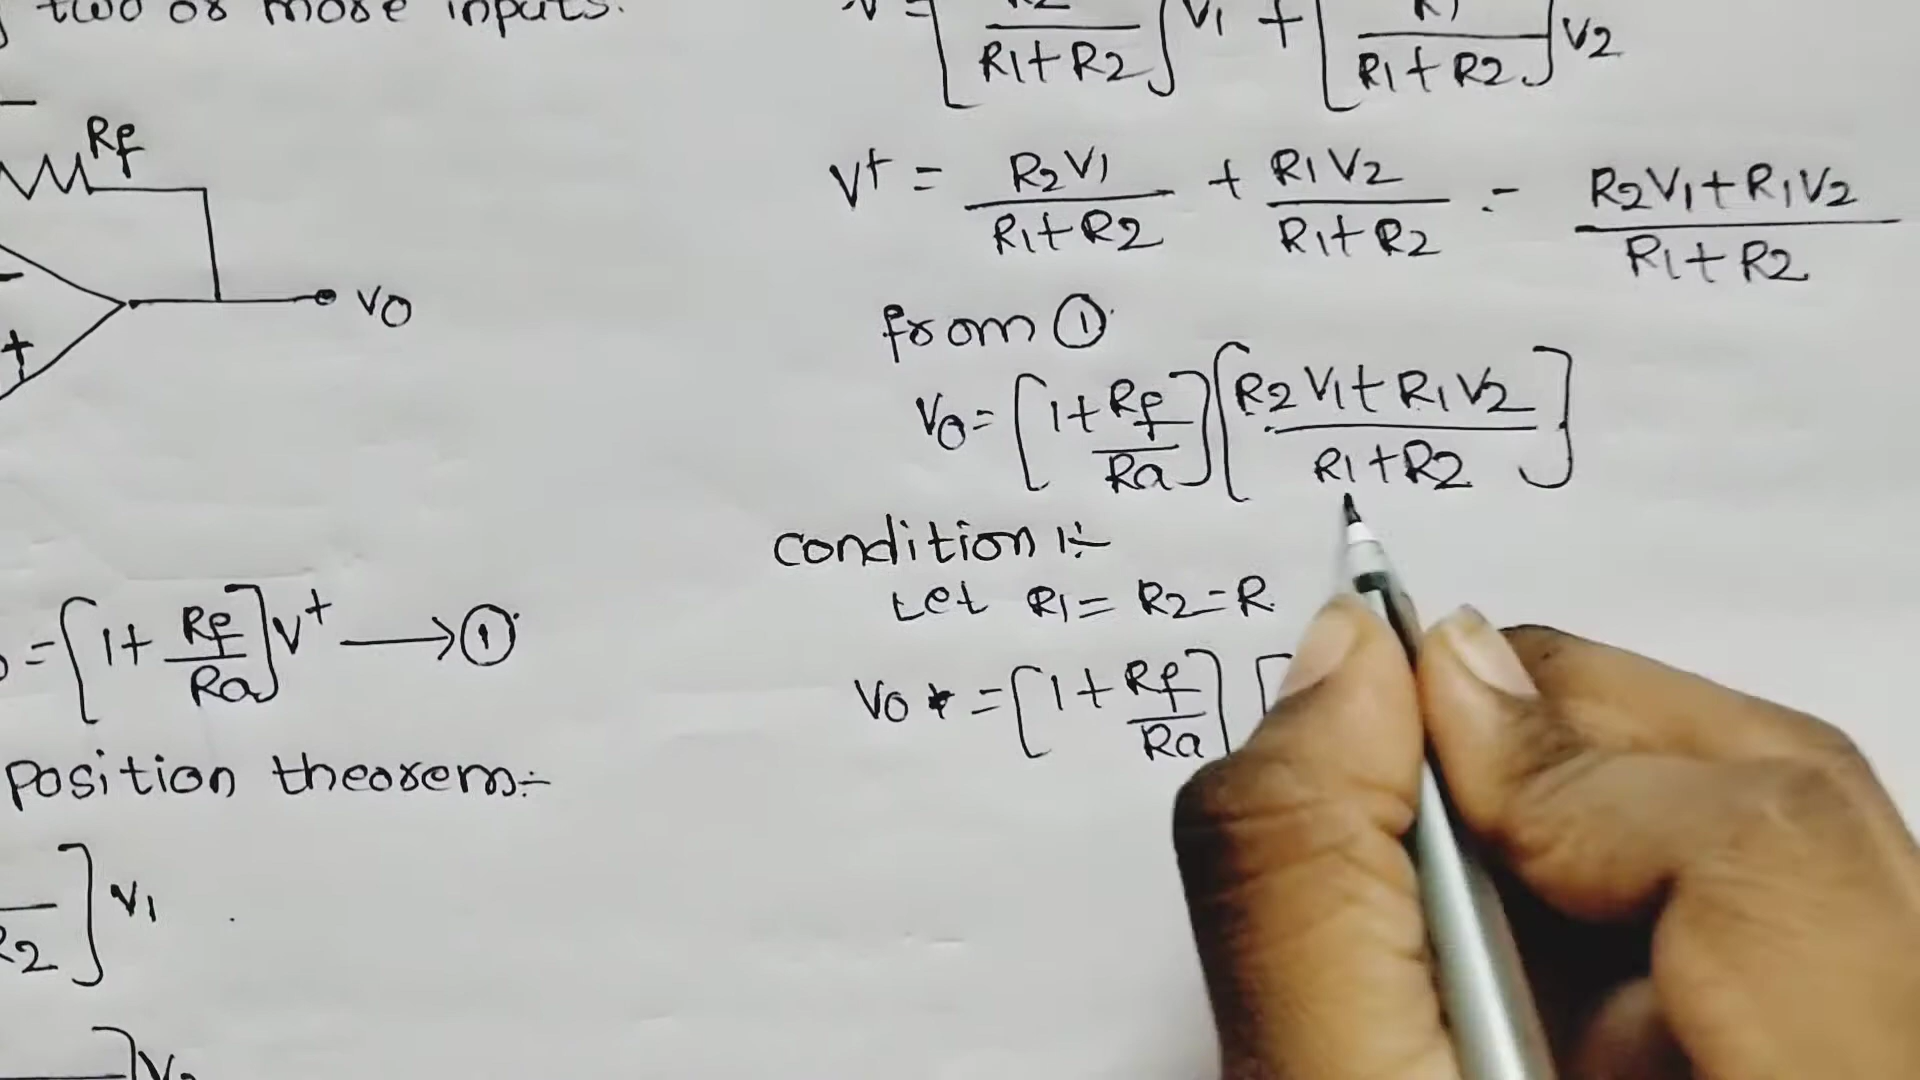 two or more inputs.
Rf
-
+
VO
= [1 + Rf/Ra] V+ → ①
Position theorem:-
R2] V1
] V2
V = [R2/(R1+R2)] V1 + [R1/(R1+R2)] V2
V+ = R2V1/(R1+R2) + R1V2/(R1+R2) = (R2V1+R1V2)/(R1+R2)
from ①
VO = [1+Rf/Ra] [(R2V1+R1V2)/(R1+R2)]
condition 1:-
Let R1 = R2 = R
VO = [1+Rf/Ra] [